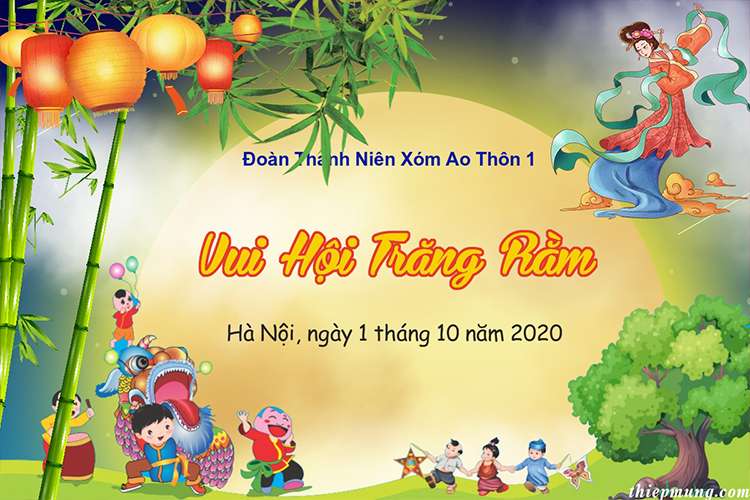 Đoàn Thanh Niên Xóm Ao Thôn 1
Vui Hội Trăng Rằm
Hà Nội, ngày 1 tháng 10 năm 2020
thiepmung.com